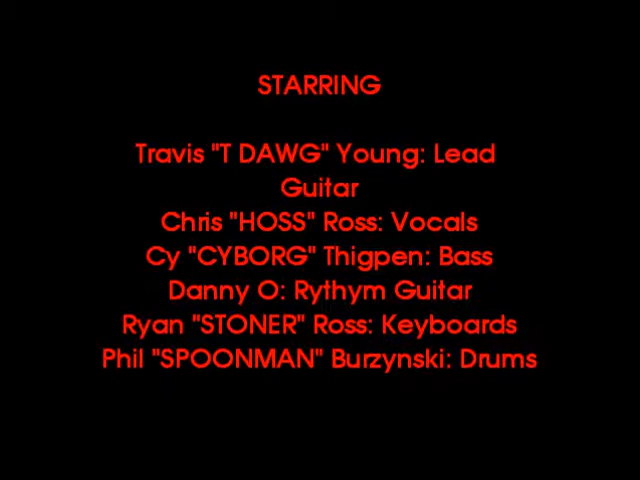 STARRING
Travis "T DAWG" Young: Lead
Guitar
Chris "HOSS" Ross: Vocals
Cy "CYBORG" Thigpen: Bass
Danny O: Rythym Guitar
Ryan "STONER" Ross: Keyboards
Phil "SPOONMAN" Burzynski: Drums